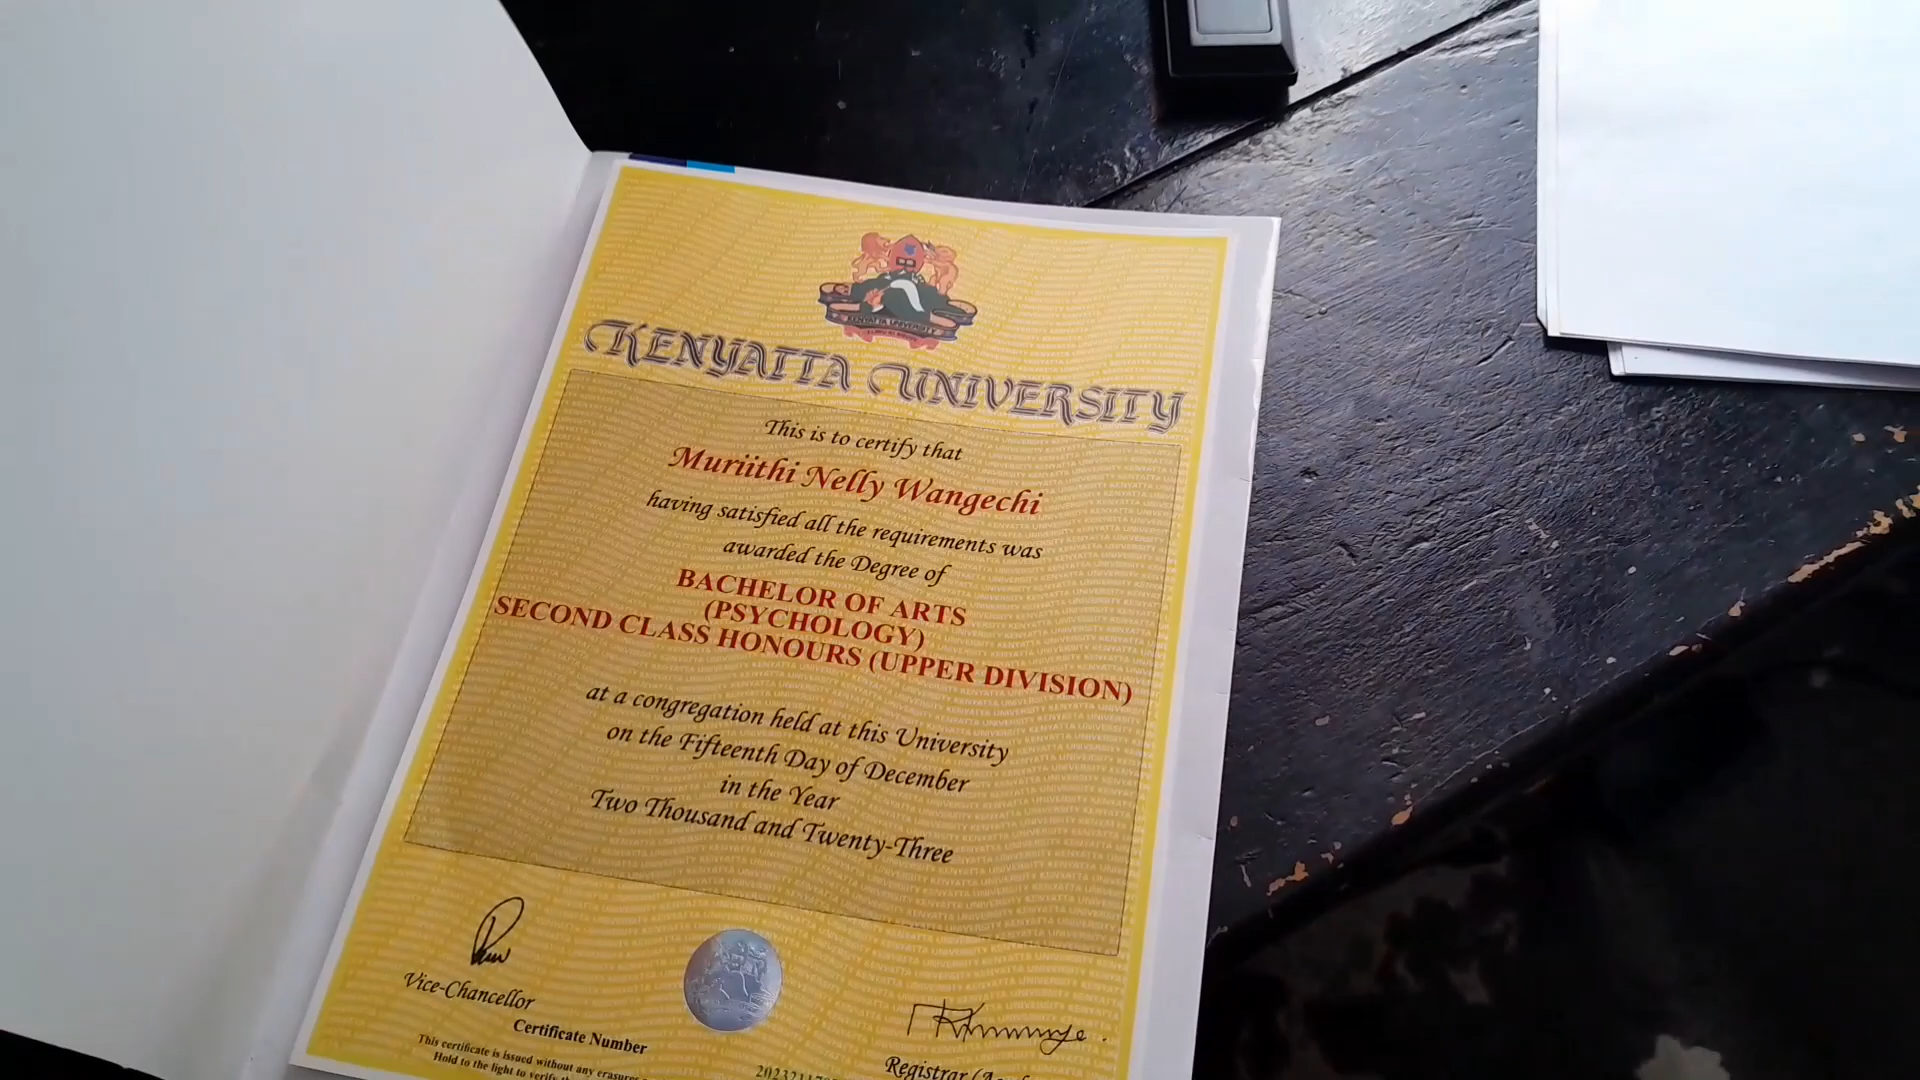 KENYATTA UNIVERSITY
KENYATTA UNIVERSITY
This is to certify that
Muriithi Nelly Wangechi
having satisfied all the requirements was
awarded the Degree of
BACHELOR OF ARTS
(PSYCHOLOGY)
SECOND CLASS HONOURS (UPPER DIVISION)
at a congregation held at this University
on the Fifteenth Day of December
in the Year
Two Thousand and Twenty-Three
Vice-Chancellor
Certificate Number
This certificate is issued without any
Hold to the light to verify
Registrar